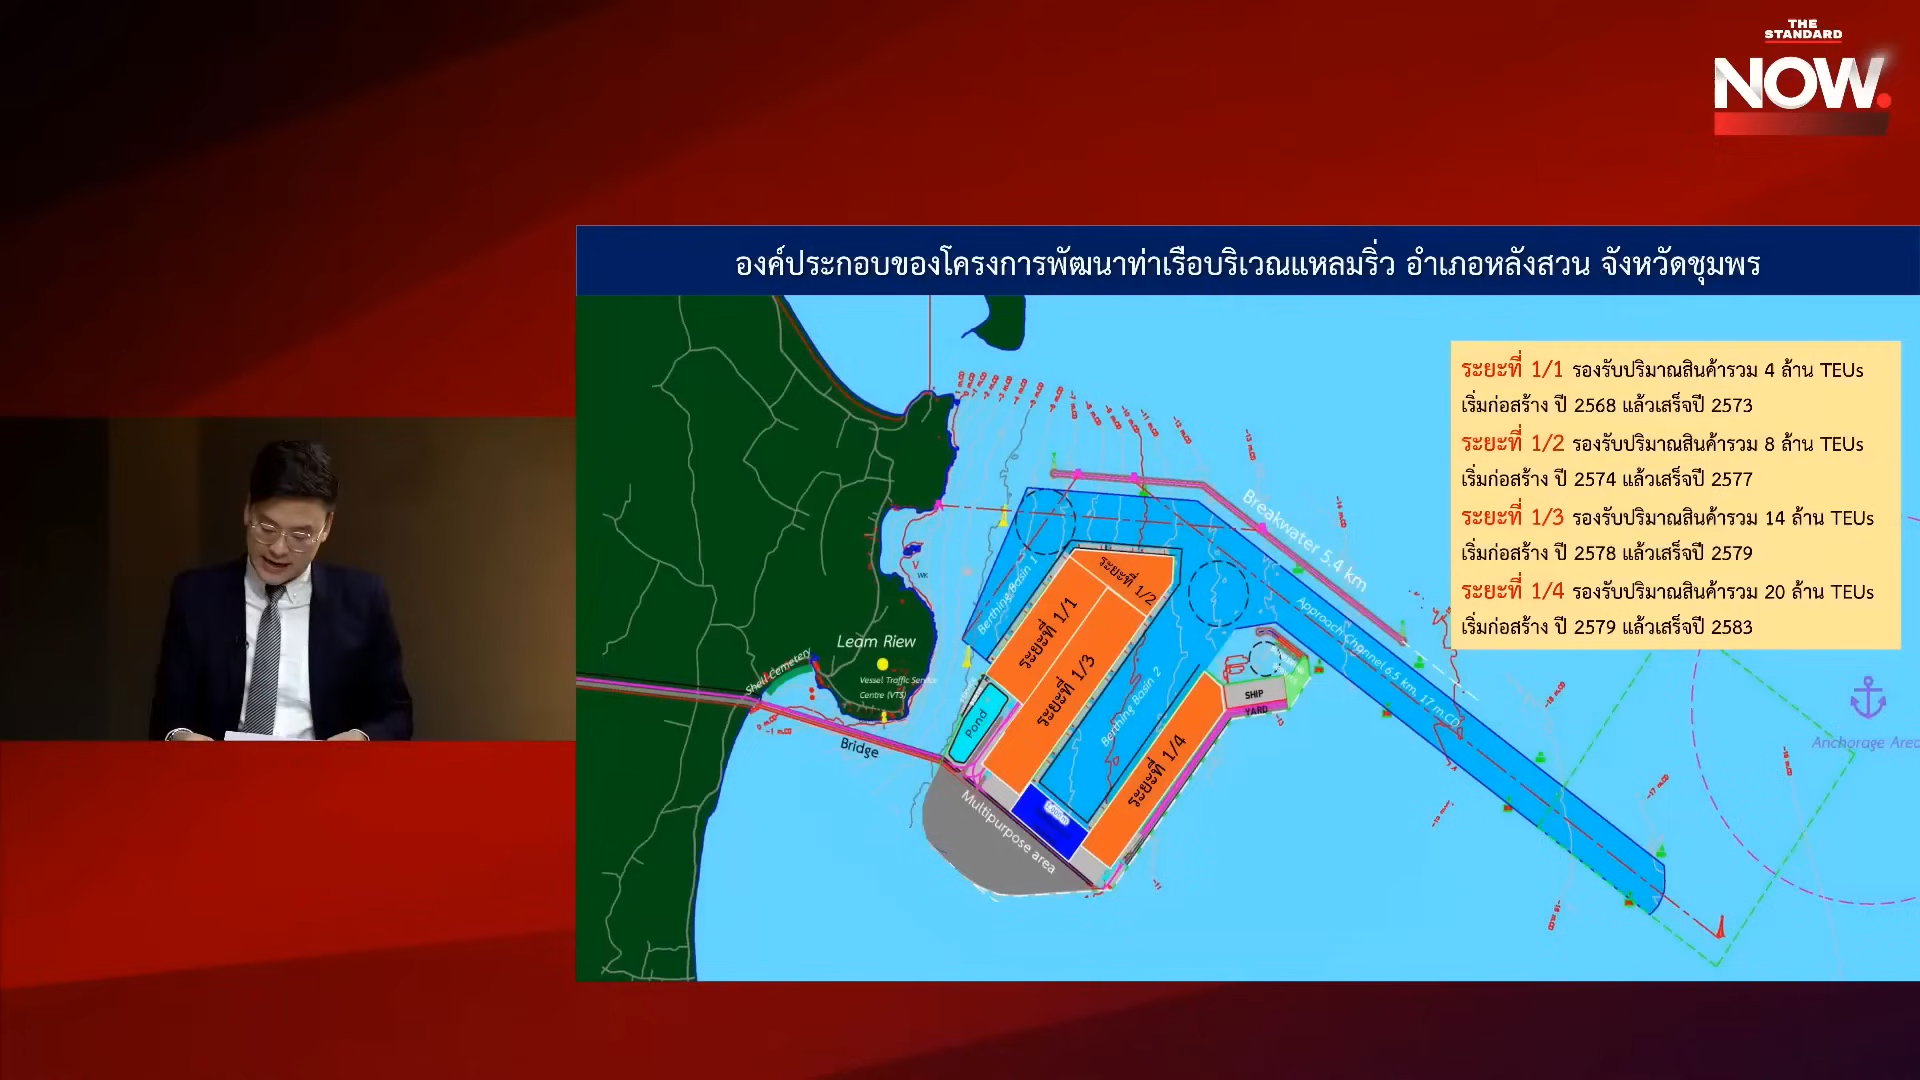 THE
STANDARD
NOW.
องค์ประกอบของโครงการพัฒนาท่าเรือบริเวณแหลมริ่ว อำเภอหลังสวน จังหวัดชุมพร
ระยะที่ 1/1 รองรับปริมาณสินค้ารวม 4 ล้าน TEUs
เริ่มก่อสร้าง ปี 2568 แล้วเสร็จปี 2573
ระยะที่ 1/2 รองรับปริมาณสินค้ารวม 8 ล้าน TEUs
เริ่มก่อสร้าง ปี 2574 แล้วเสร็จปี 2577
ระยะที่ 1/3 รองรับปริมาณสินค้ารวม 14 ล้าน TEUs
เริ่มก่อสร้าง ปี 2578 แล้วเสร็จปี 2579
ระยะที่ 1/4 รองรับปริมาณสินค้ารวม 20 ล้าน TEUs
เริ่มก่อสร้าง ปี 2579 แล้วเสร็จปี 2583
Breakwater 5.4 km
Approach Channel 6.5 km, -17 m.CD
Berthing Basin 1
ระยะที่ 1/2
ระยะที่ 1/1
ระยะที่ 1/3
Berthing Basin 2
ระยะที่ 1/4
SHIP
YARD
Leam Riew
Vessel Traffic Service
Centre (VTS)
Shell Cemetery
WK
Pond
Bridge
Multipurpose area
Anchorage Area